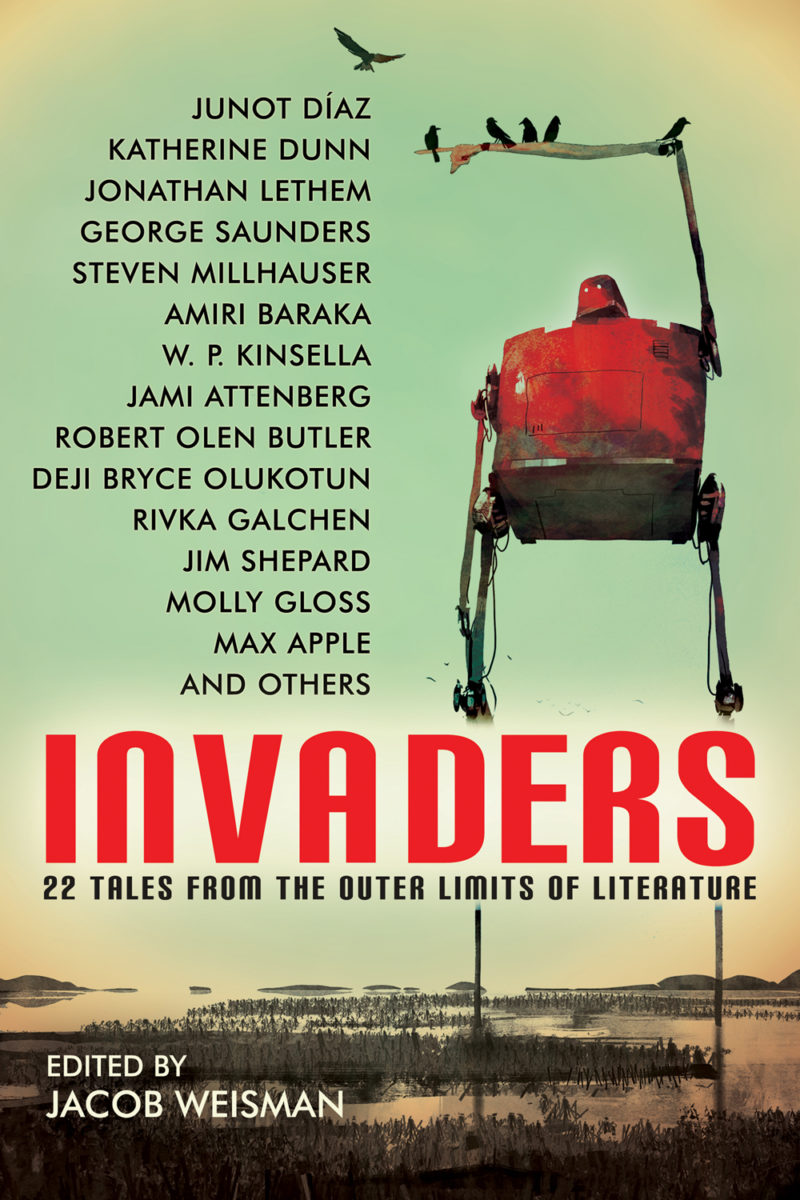 JUNOT DÍAZ
KATHERINE DUNN
JONATHAN LETHEM
GEORGE SAUNDERS
STEVEN MILLHAUSER
AMIRI BARAKA
W. P. KINSELLA
JAMI ATTENBERG
ROBERT OLEN BUTLER
DEJI BRYCE OLUKOTUN
RIVKA GALCHEN
JIM SHEPARD
MOLLY GLOSS
MAX APPLE
AND OTHERS
INVADERS
22 TALES FROM THE OUTER LIMITS OF LITERATURE
EDITED BY
JACOB WEISMAN